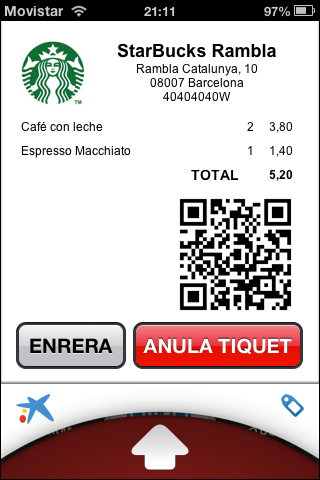 Movistar 21:11 97%
StarBucks Rambla
Rambla Catalunya, 10
08007 Barcelona
40404040W
Café con leche 2 3,80
Espresso Macchiato 1 1,40
TOTAL 5,20
ENRERA ANULA TIQUET